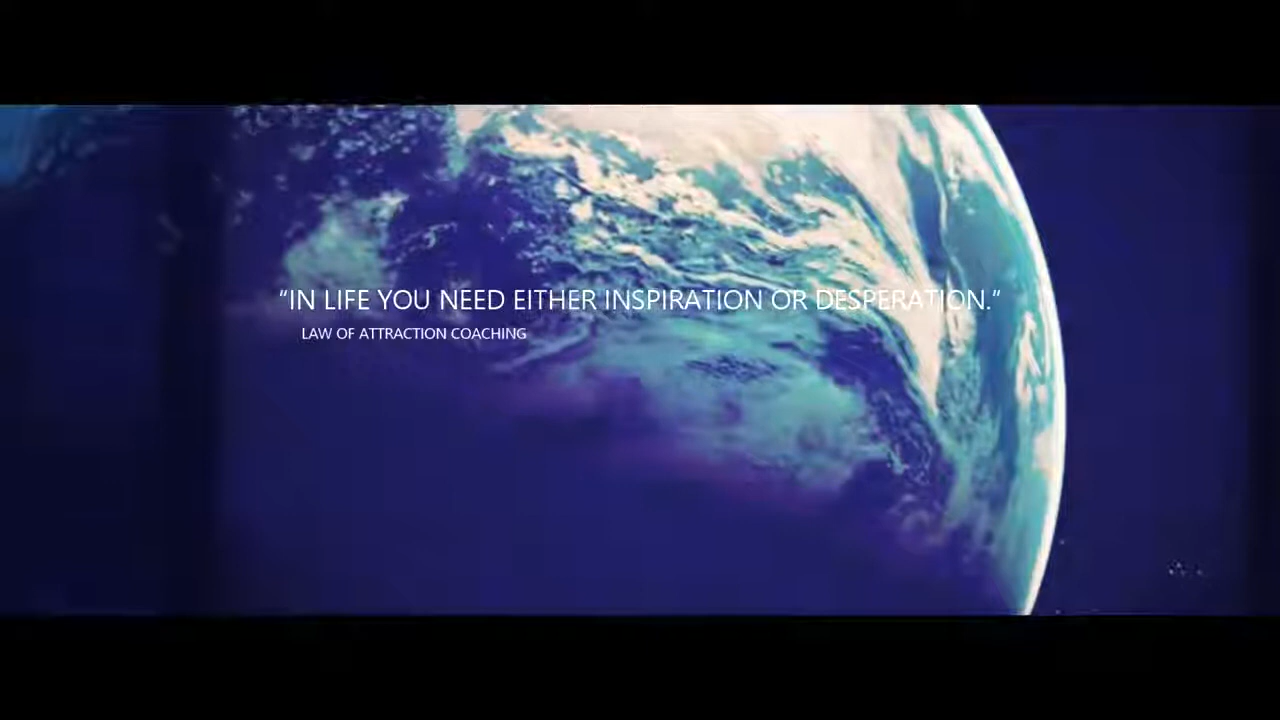 “IN LIFE YOU NEED EITHER INSPIRATION OR DESPERATION.”
LAW OF ATTRACTION COACHING